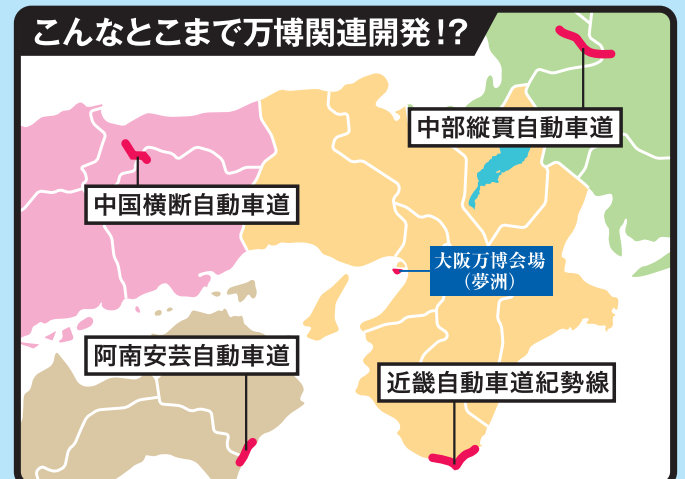 こんなとこまで万博関連開発!?
中部縦貫自動車道
中国横断自動車道
大阪万博会場
（夢洲）
阿南安芸自動車道
近畿自動車道紀勢線